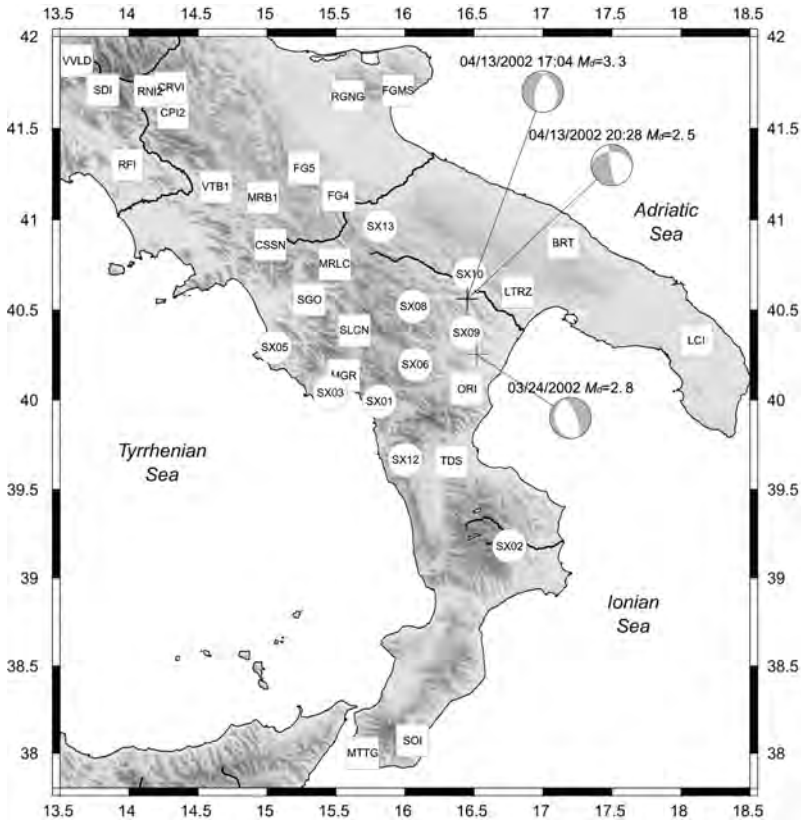 13.5 14 14.5 15 15.5 16 16.5 17 17.5 18 18.5
42 42
VVLD
04/13/2002 17:04 Md=3.3
SDI RNI2 CRVI
RGNG FGMS
CPI2
41.5 41.5
04/13/2002 20:28 Md=2.5
RFI
FG5
VTB1
MRB1
FG4
Adriatic
Sea
41 41
SX13
CSSN
BRT
MRLC
SX10
LTRZ
SGO
SX08
40.5 40.5
SLCN
SX09
LCI
SX05
SX06
MGR
ORI
03/24/2002 Md=2.8
SX03
SX01
40 40
Tyrrhenian
Sea
SX12
TDS
39.5 39.5
SX02
39 39
Ionian
Sea
38.5 38.5
SOI
MTTG
38 38
13.5 14 14.5 15 15.5 16 16.5 17 17.5 18 18.5